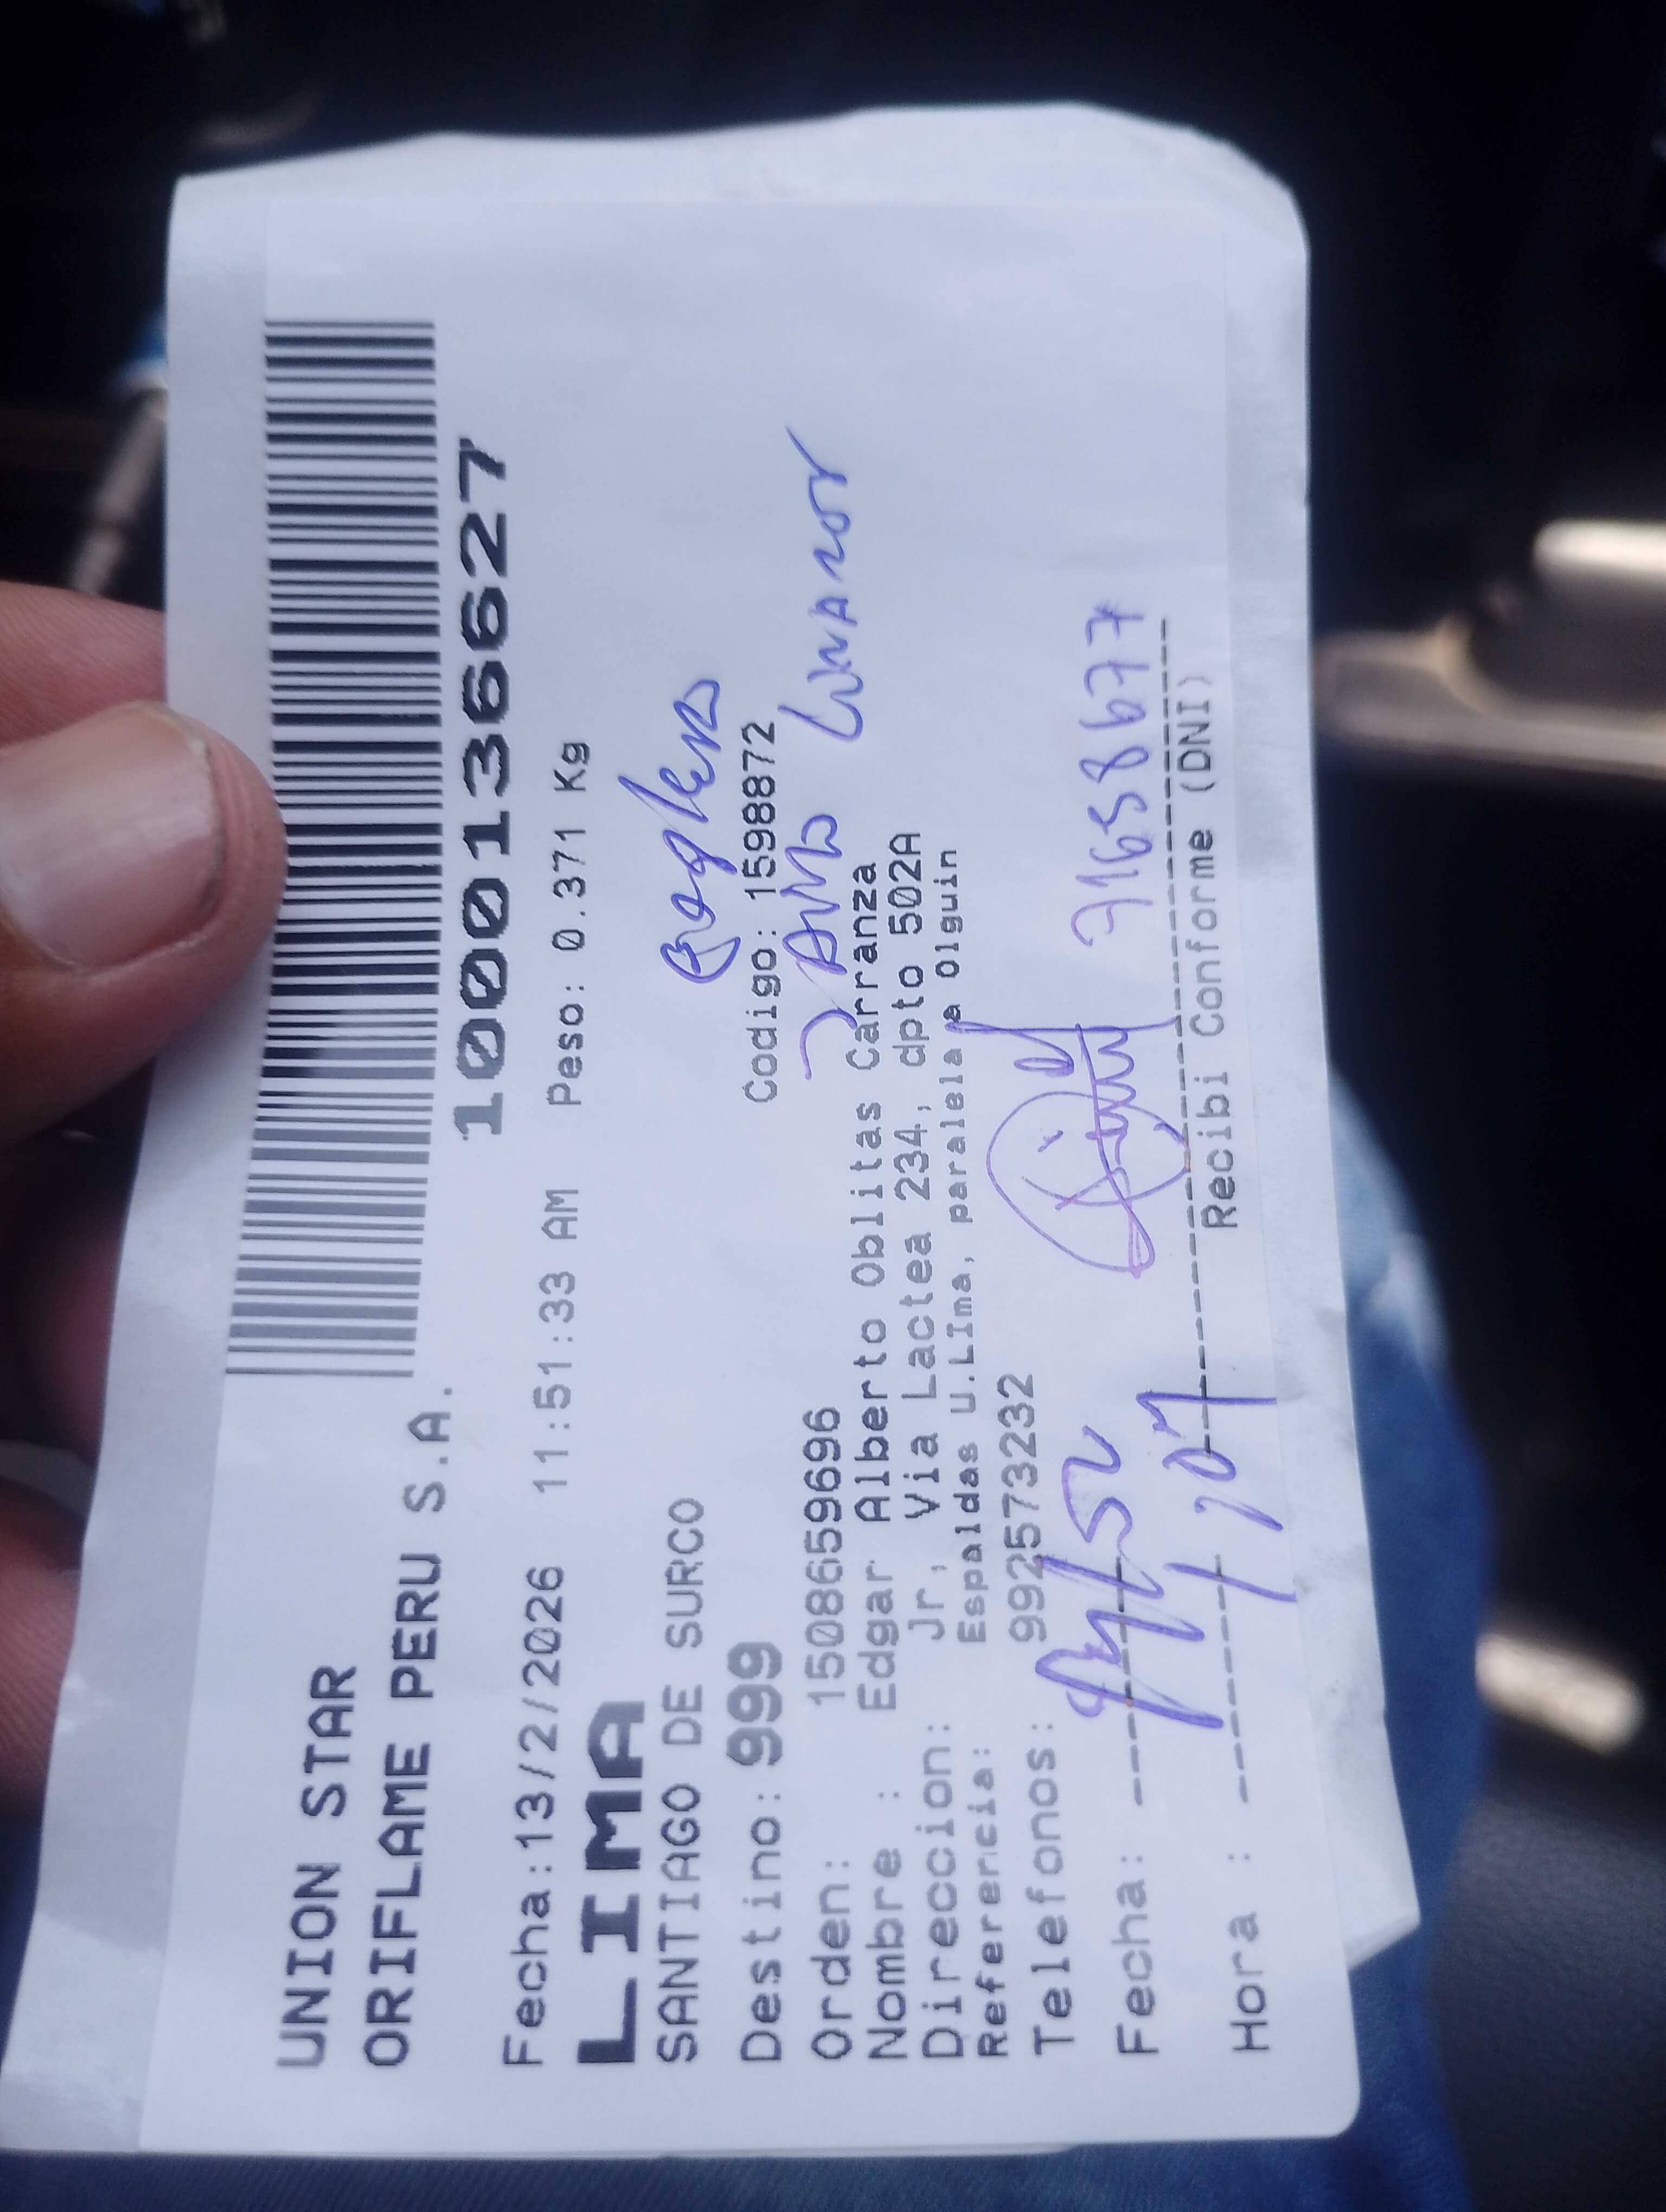 UNION STAR
ORIFLAME PERU S.A.
10001366627
Fecha:13/2/2026 11:51:33 AM Peso: 0.371 Kg
LIMA
SANTIAGO DE SURCO
Destino: 999 Codigo: 1598872
Orden: 1508659696
Nombre : Edgar Alberto Oblitas Carranza
Direccion: Jr, Via Lactea 234, dpto 502A
Referencia: Espaldas u.LIma, paralela a Olguin
Telefonos: 992573232
71658677
Fecha:
Hora :
Recibi Conforme (DNI)